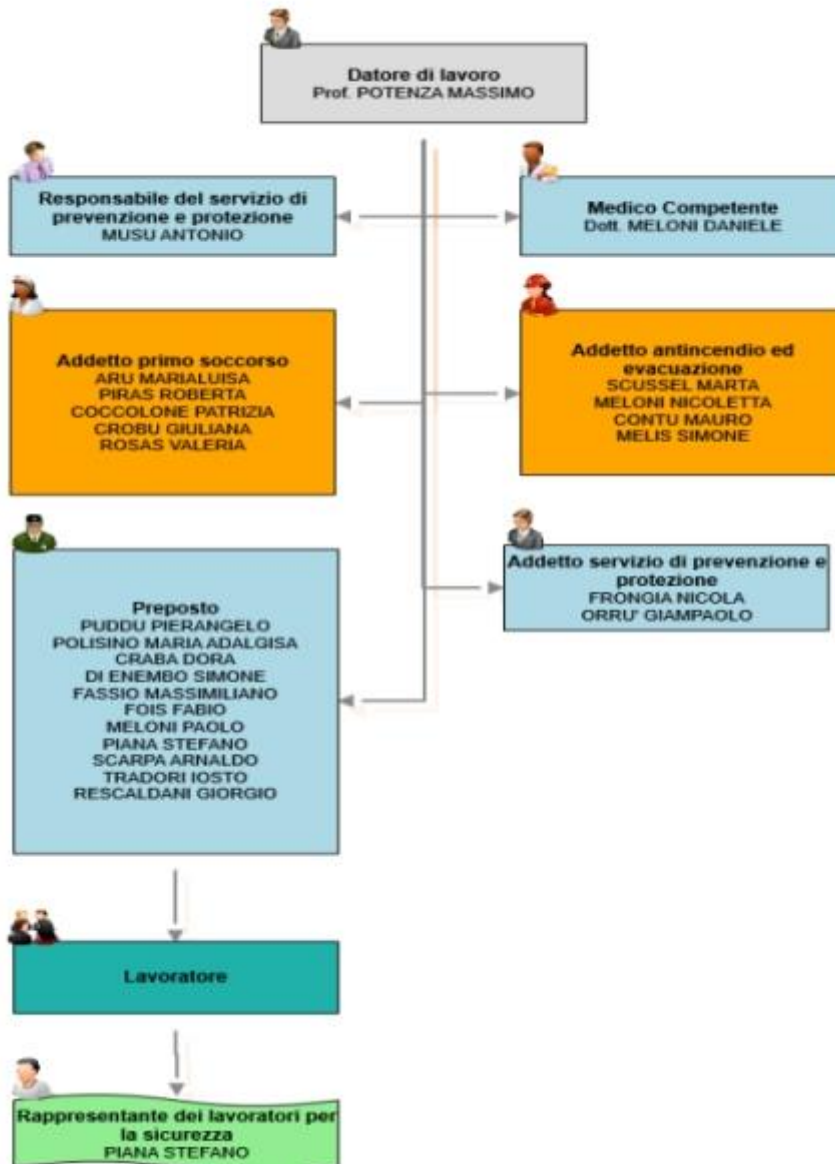 Datore di lavoro
Prof. POTENZA MASSIMO
Responsabile del servizio di
prevenzione e protezione
MUSU ANTONIO
Medico Competente
Dott. MELONI DANIELE
Addetto primo soccorso
ARU MARIALUISA
PIRAS ROBERTA
COCCOLONE PATRIZIA
CROBU GIULIANA
ROSAS VALERIA
Addetto antincendio ed
evacuazione
SCUSSEL MARTA
MELONI NICOLETTA
CONTU MAURO
MELIS SIMONE
Addetto servizio di prevenzione e
protezione
FRONGIA NICOLA
ORRU' GIAMPAOLO
Preposto
PUDDU PIERANGELO
POLISINO MARIA ADALGISA
CRABA DORA
DI ENEMBO SIMONE
FASSIO MASSIMILIANO
FOIS FABIO
MELONI PAOLO
PIANA STEFANO
SCARPA ARNALDO
TRADORI IOSTO
RESCALDANI GIORGIO
Lavoratore
Rappresentante dei lavoratori per
la sicurezza
PIANA STEFANO